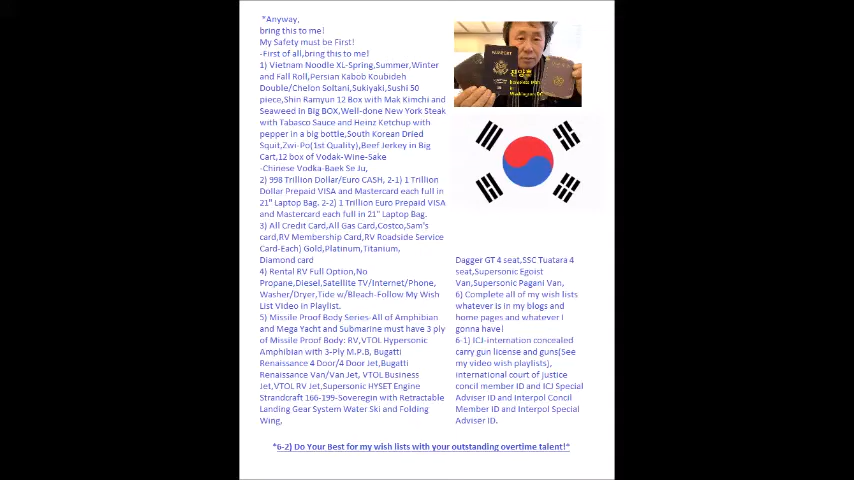 *Anyway,
bring this to me!
My Safety must be First!
-First of all,bring this to me!
1) Vietnam Noodle XL-Spring,Summer,Winter
and Fall Roll,Persian Kabob Koubideh
Double/Chelon Soltani,Sukiyaki,Sushi 50
piece,Shin Ramyun 12 Box with Mak Kimchi and
Seaweed in Big BOX,Well-done New York Steak
with Tabasco Sauce and Heinz Ketchup with
pepper in a big bottle,South Korean Dried
Squit,Zwi-Po(1st Quality),Beef Jerkey in Big
Cart,12 box of Vodak-Wine-Sake
-Chinese Vodka-Baek Se Ju,
2) 998 Trillion Dollar/Euro CASH, 2-1) 1 Trillion
Dollar Prepaid VISA and Mastercard each full in
21" Laptop Bag. 2-2) 1 Trillion Euro Prepaid VISA
and Mastercard each full in 21" Laptop Bag.
3) All Credit Card,All Gas Card,Costco,Sam's
card,RV Membership Card,RV Roadside Service
Card-Each) Gold,Platinum,Titanium,
Diamond card
4) Rental RV Full Option,No
Propane,Diesel,Satellite TV/Internet/Phone,
Washer/Dryer,Tide w/Bleach-Follow My Wish
List Video in Playlist.
5) Missile Proof Body Series-All of Amphibian
and Mega Yacht and Submarine must have 3 ply
of Missile Proof Body: RV,VTOL Hypersonic
Amphibian with 3-Ply M.P.B, Bugatti
Renaissance 4 Door/4 Door Jet,Bugatti
Renaissance Van/Van Jet, VTOL Business
Jet,VTOL RV Jet,Supersonic HYSET Engine
Strandcraft 166-199-Soveregin with Retractable
Landing Gear System Water Ski and Folding
Wing,
PASSPORT
Dagger GT 4 seat,SSC Tuatara 4
seat,Supersonic Egoist
Van,Supersonic Pagani Van,
6) Complete all of my wish lists
whatever is in my blogs and
home pages and whatever I
gonna have!
6-1) ICJ-internation concealed
carry gun license and guns(See
my video wish playlists),
international court of justice
concil member ID and ICJ Special
Adviser ID and Interpol Concil
Member ID and Interpol Special
Adviser ID.
*6-2) Do Your Best for my wish lists with your outstanding overtime talent!*